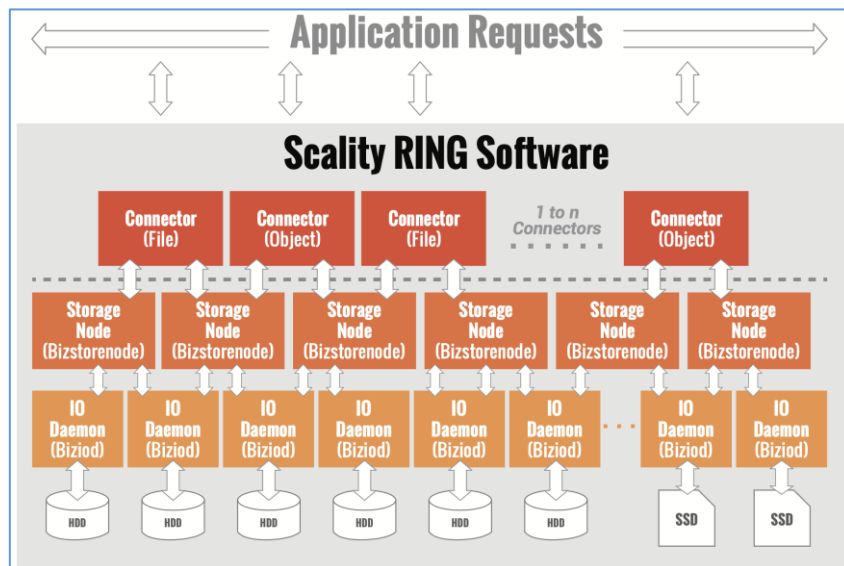 Application Requests
Scality RING Software
Connector
(File)
Connector
(Object)
Connector
(File)
1 to n
Connectors
Connector
(Object)
Storage
Node
(Bizstorenode)
Storage
Node
(Bizstorenode)
Storage
Node
(Bizstorenode)
Storage
Node
(Bizstorenode)
Storage
Node
(Bizstorenode)
Storage
Node
(Bizstorenode)
IO
Daemon
(Biziod)
IO
Daemon
(Biziod)
IO
Daemon
(Biziod)
IO
Daemon
(Biziod)
IO
Daemon
(Biziod)
IO
Daemon
(Biziod)
IO
Daemon
(Biziod)
IO
Daemon
(Biziod)
HDD
HDD
HDD
HDD
HDD
HDD
SSD
SSD